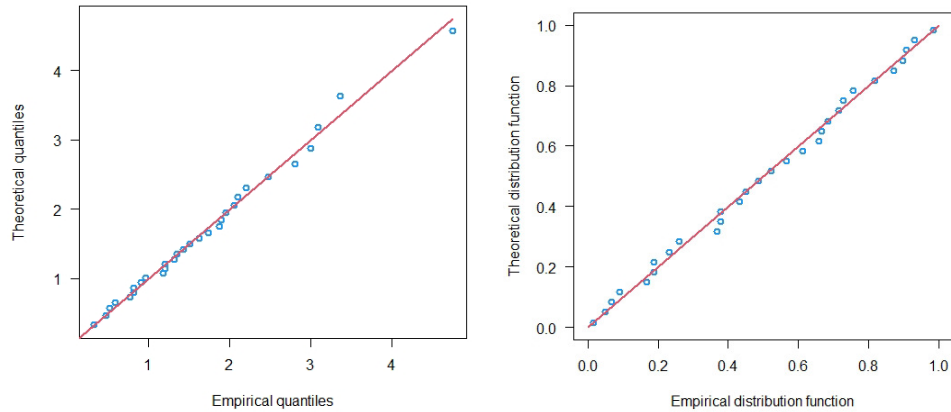 Theoretical quantiles
4
3
2
1
1 2 3 4
Empirical quantiles
Theoretical distribution function
1.0
0.8
0.6
0.4
0.2
0.0
0.0 0.2 0.4 0.6 0.8 1.0
Empirical distribution function